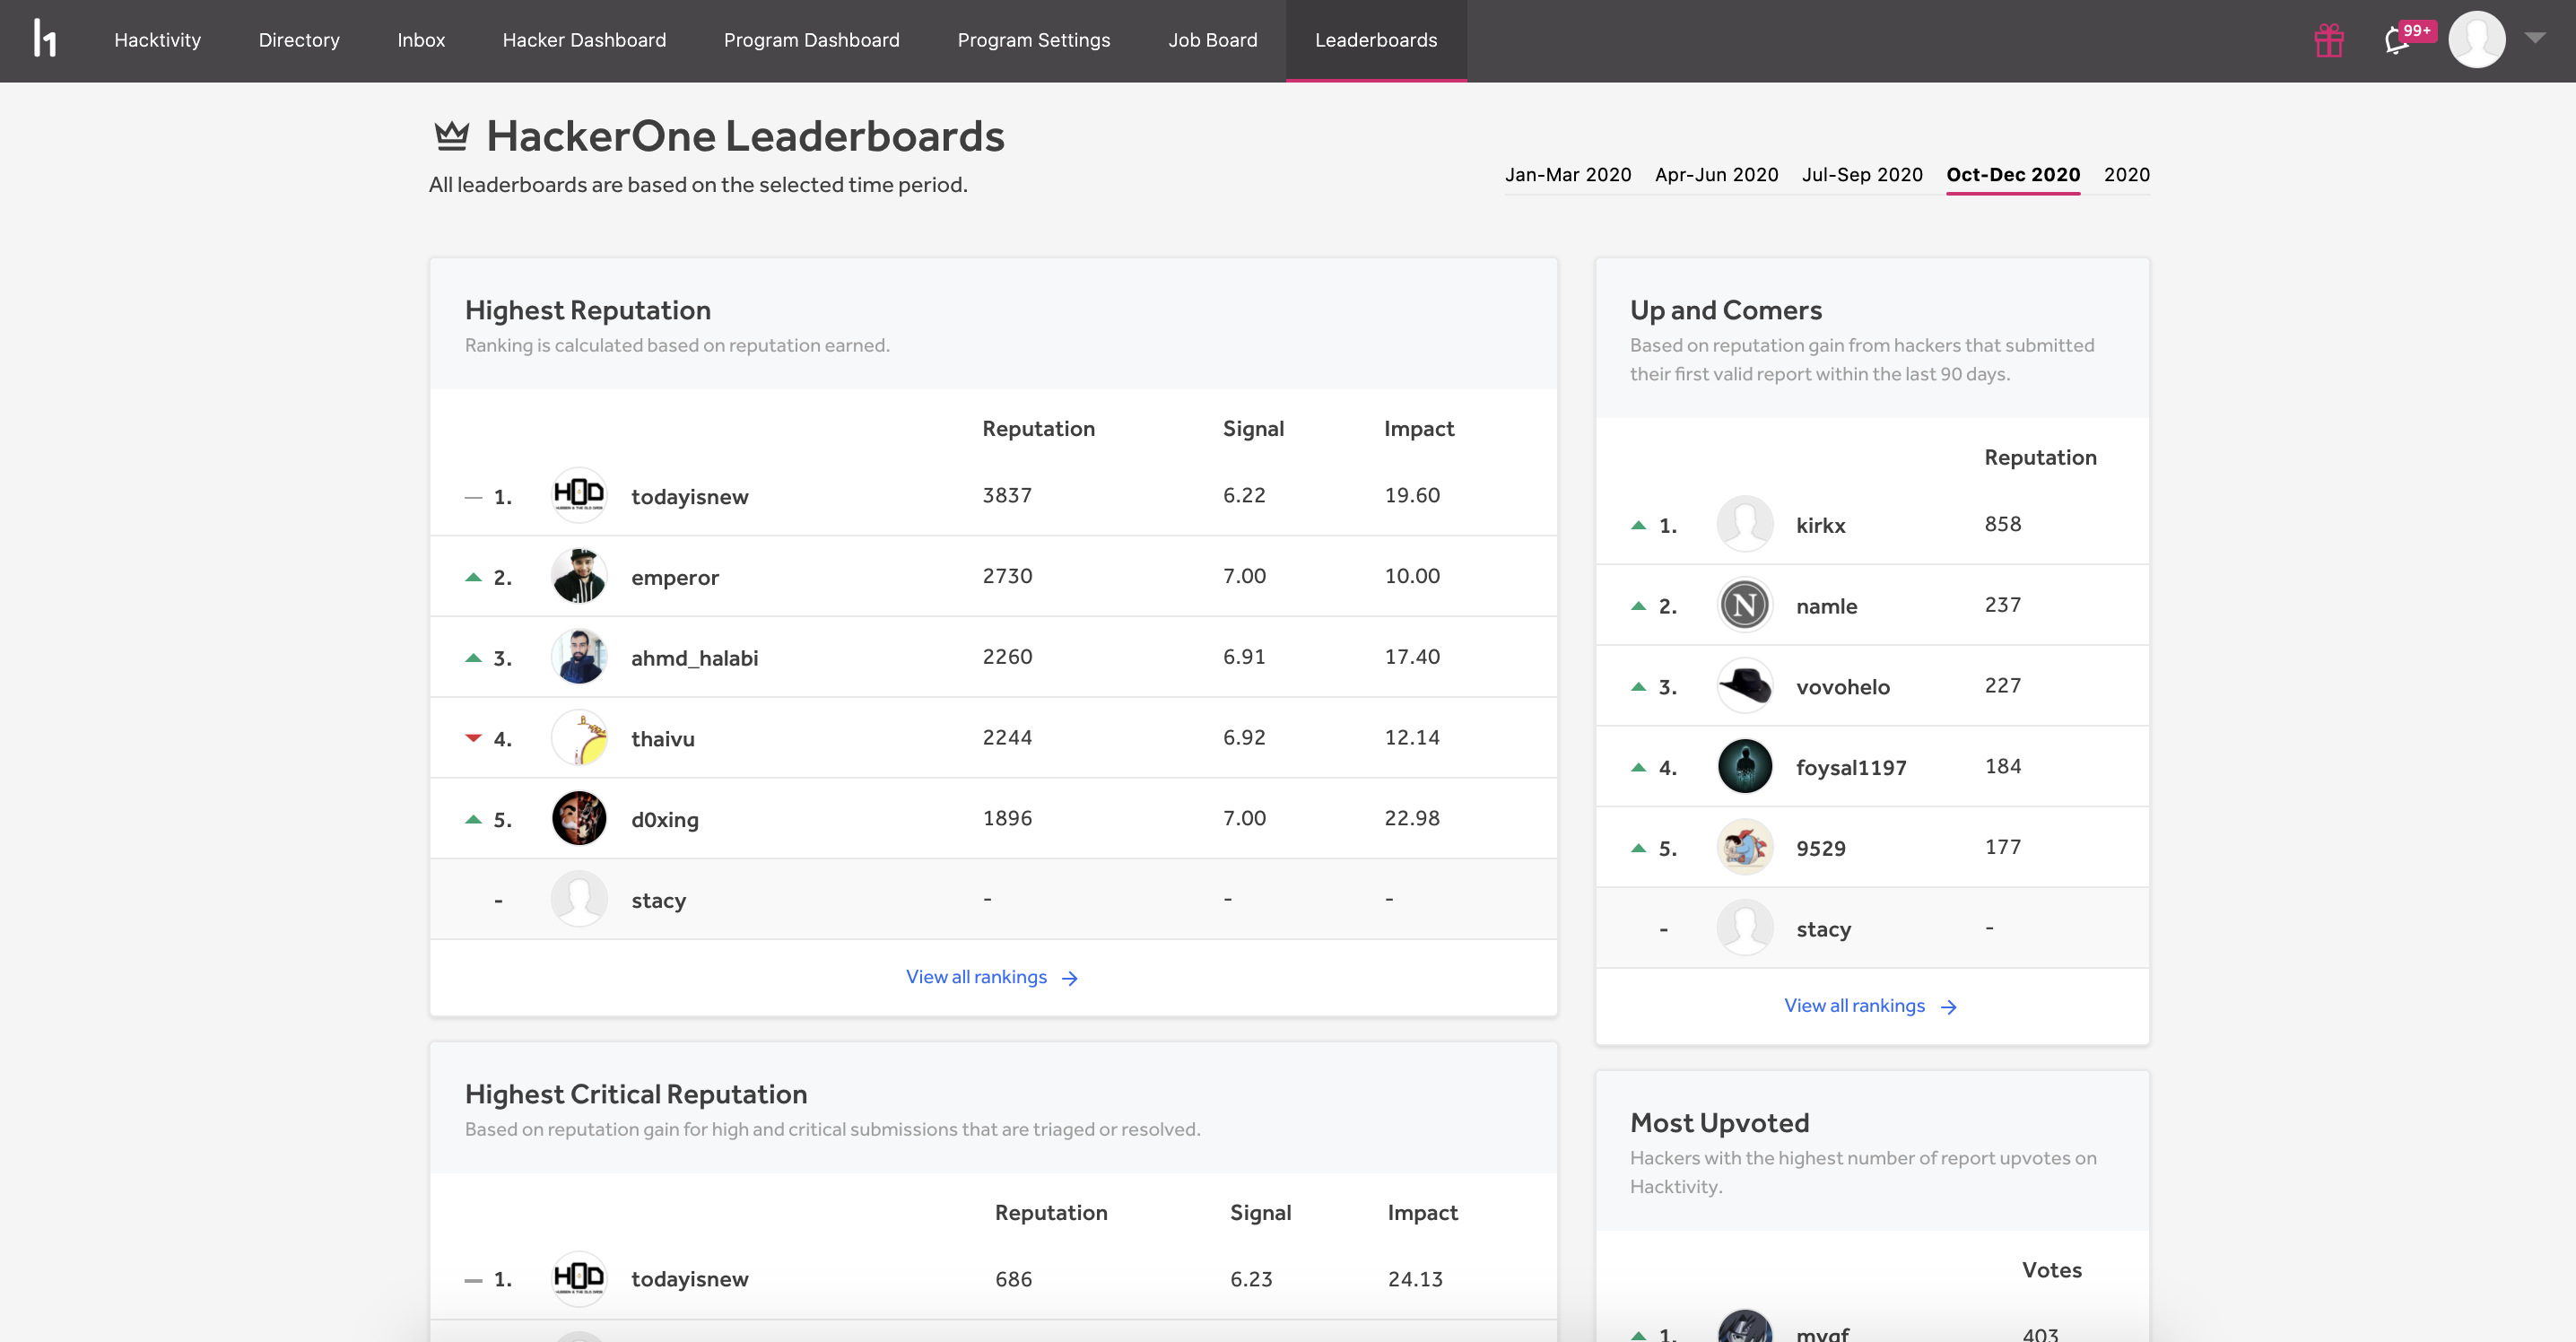 Hacktivity Directory Inbox Hacker Dashboard Program Dashboard Program Settings Job Board Leaderboards 99+
HackerOne Leaderboards
All leaderboards are based on the selected time period.
Jan-Mar 2020 Apr-Jun 2020 Jul-Sep 2020 Oct-Dec 2020 2020
Highest Reputation
Ranking is calculated based on reputation earned.
Reputation Signal Impact
1. HOD todayisnew 3837 6.22 19.60
2. emperor 2730 7.00 10.00
3. ahmd_halabi 2260 6.91 17.40
4. thaivu 2244 6.92 12.14
5. d0xing 1896 7.00 22.98
- stacy - - -
View all rankings
Highest Critical Reputation
Based on reputation gain for high and critical submissions that are triaged or resolved.
Reputation Signal Impact
1. HOD todayisnew 686 6.23 24.13
Up and Comers
Based on reputation gain from hackers that submitted
their first valid report within the last 90 days.
Reputation
1. kirkx 858
2. N namle 237
3. vovohelo 227
4. foysal1197 184
5. 9529 177
- stacy -
View all rankings
Most Upvoted
Hackers with the highest number of report upvotes on
Hacktivity.
Votes
1. 403